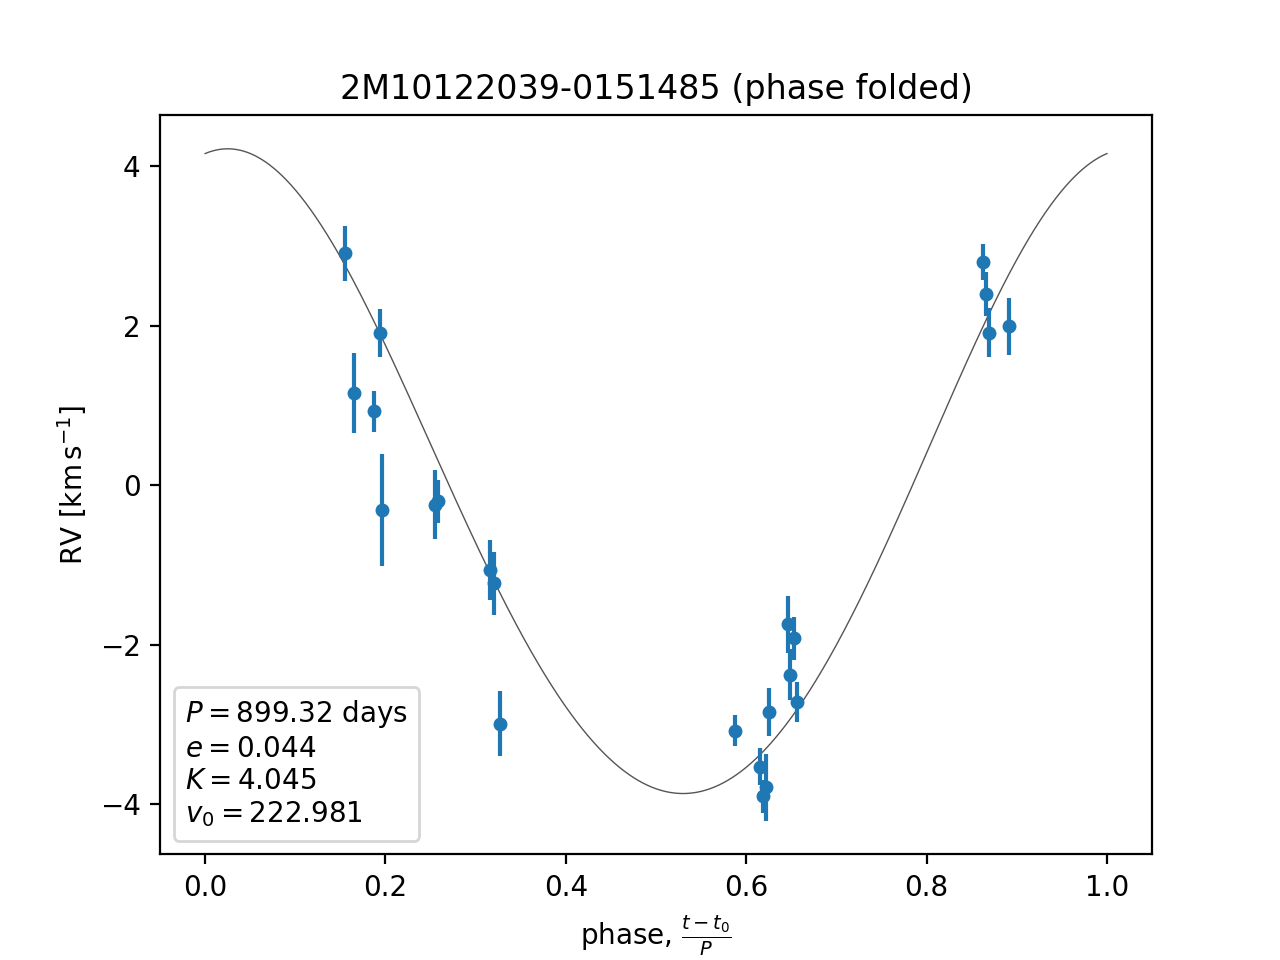 2M10122039-0151485 (phase folded)
RV [km s⁻¹]
4
2
0
−2
−4
P = 899.32 days
e = 0.044
K = 4.045
v₀ = 222.981
0.0 0.2 0.4 0.6 0.8 1.0
phase, (t − t₀)/P